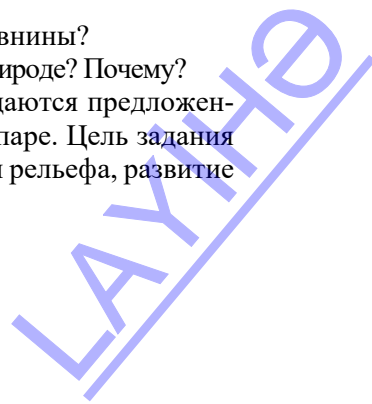 внины?
ироде? Почему?
даются предложен-
паре. Цель задания
и рельефа, развитие
LAYİHƏ